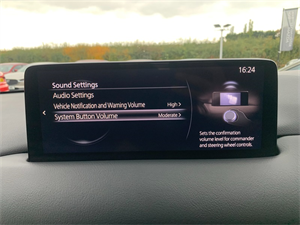 16:24
Sound Settings
Audio Settings
Vehicle Notification and Warning Volume High
System Button Volume Moderate
Sets the confirmation
volume level for commander
and steering wheel controls.